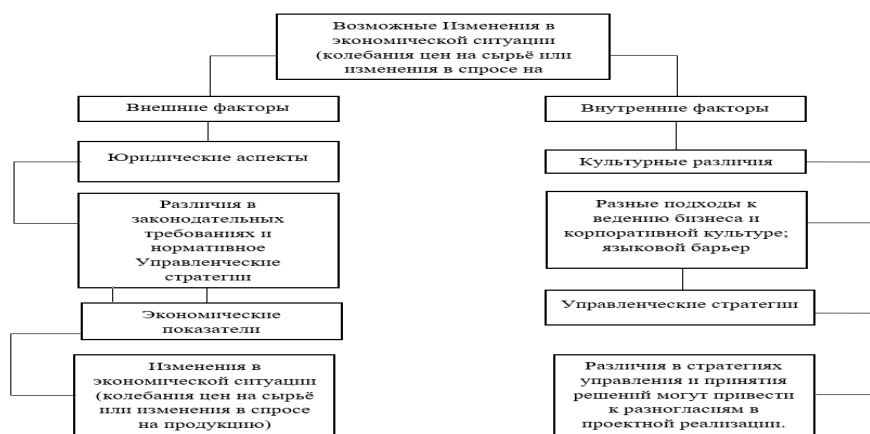 Возможные Изменения в
экономической ситуации
(колебания цен на сырьё или
изменения в спросе на
Внешние факторы
Юридические аспекты
Различия в
законодательных
требованиях и
нормативное
Управленческие
стратегии
Экономические
показатели
Изменения в
экономической ситуации
(колебания цен на сырьё
или изменения в спросе
на продукцию)
Внутренние факторы
Культурные различия
Разные подходы к
ведению бизнеса и
корпоративной культуре;
языковой барьер
Управленческие стратегии
Различия в стратегиях
управления и принятия
решений могут привести
к разногласиям в
проектной реализации.